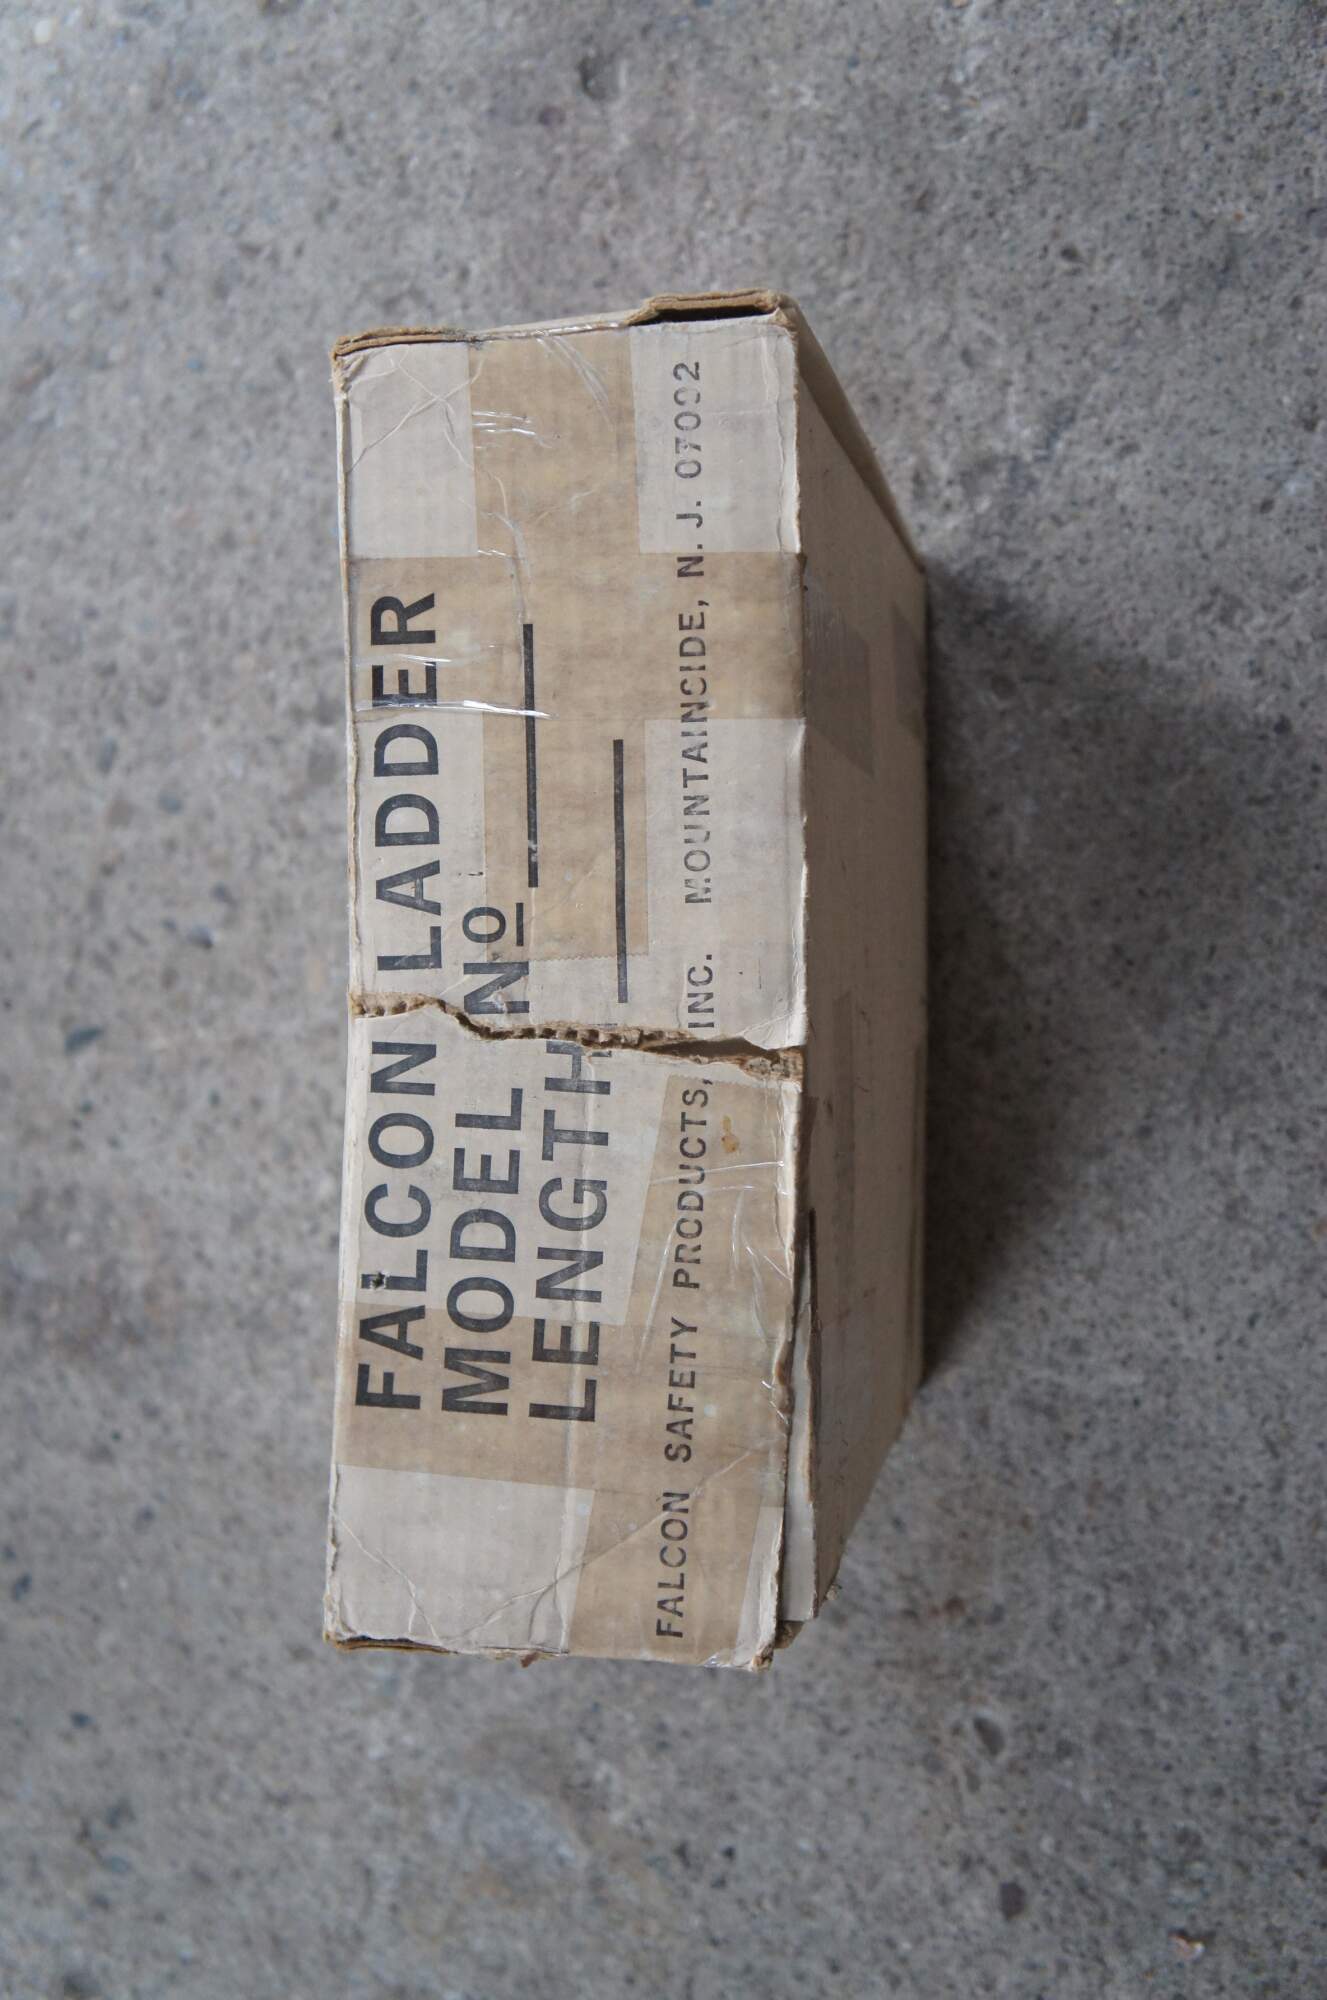 FALCON LADDER
MODEL Nº
LENGTH
FALCON SAFETY PRODUCTS, INC. MOUNTAINCIDE, N. J. 07092